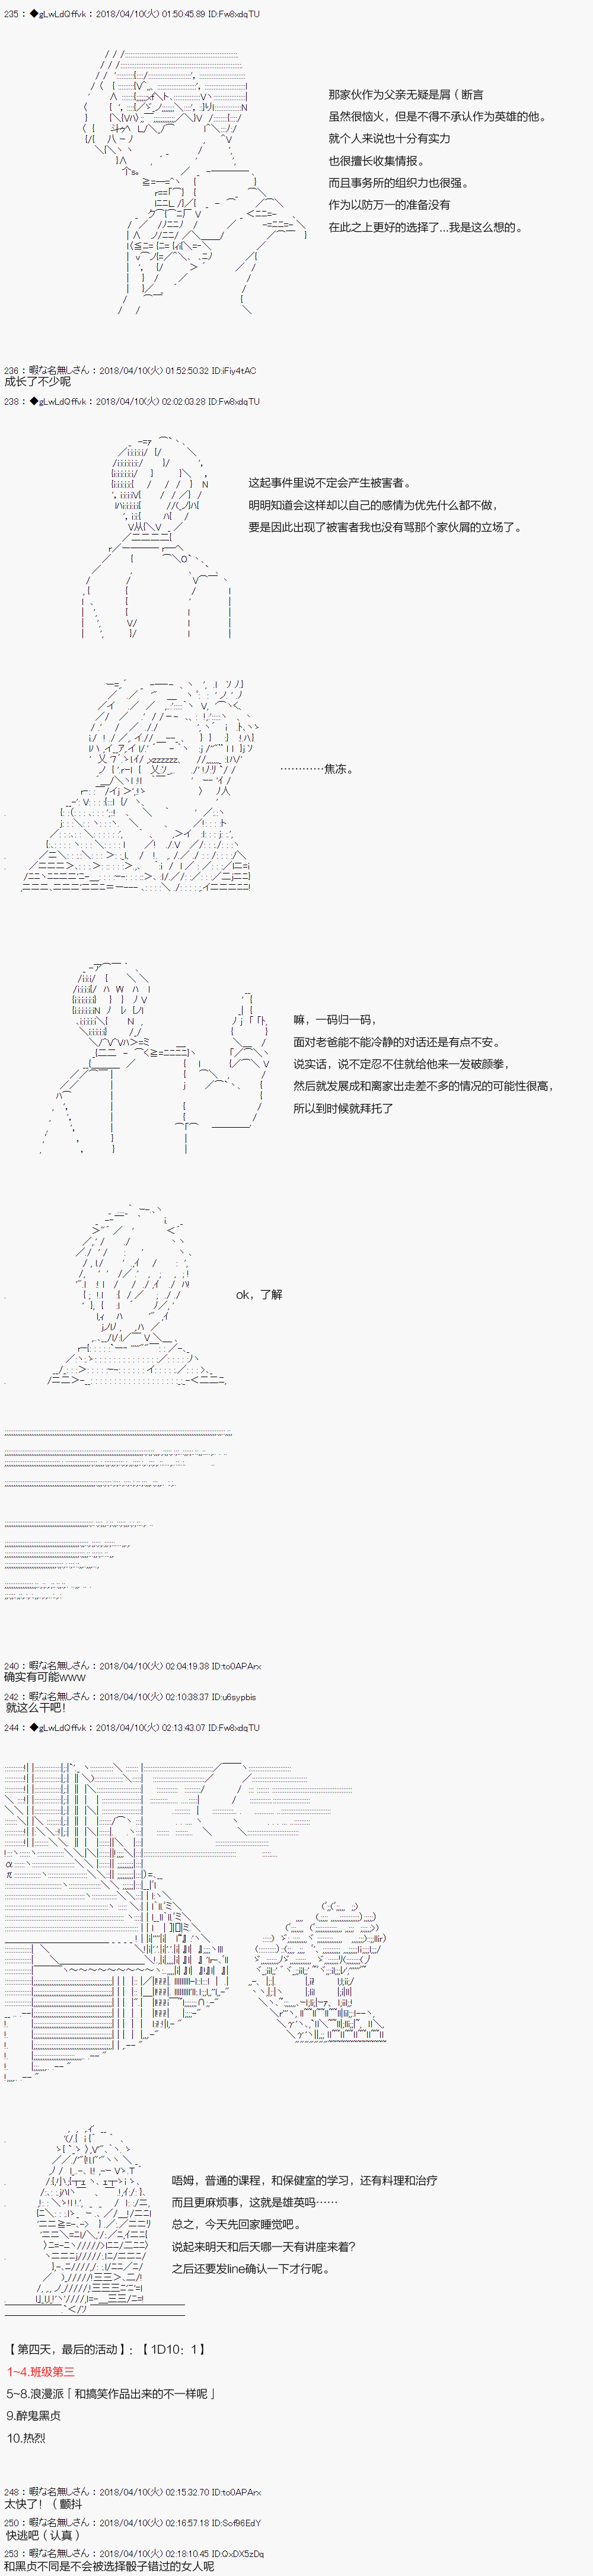 235：◆gLwLdQffvk：2018/04/10(火) 01:50:45.89 ID:Fw8xdqTU
那家伙作为父亲无疑是屑（断言
虽然很恼火，但是不得不承认作为英雄的他。
就个人来说也十分有实力
也很擅长收集情报。
而且事务所的组织力也很强。
作以防万一的准备没有
在此之上更好的选择了...我是这么想的。
236：暇な名無しさん：2018/04/10(火) 01:52:50.32 ID:iFiy4tAC
成长了不少呢
238：◆gLwLdQffvk：2018/04/10(火) 02:02:03.28 ID:Fw8xdqTU
这起事件里说不定会产生被害者。
明明知道会这样却以自己的感情为优先什么都不做，
要是因此出现了被害者我也没有骂那个家伙屑的立场了。
…………焦冻。
嘛，一码归一码，
面对老爸能不能冷静的对话还是有点不安。
说实话，说不定忍不住就给他来一发破颜拳，
然后就发展成和离家出走差不多的情况的可能性很高，
所以到时候就拜托了
ok，了解
240：暇な名無しさん：2018/04/10(火) 02:04:19.38 ID:to0APArx
确实有可能www
242：暇な名無しさん：2018/04/10(火) 02:10:38.37 ID:u6sypbis
就这么干吧！
244：◆gLwLdQffvk：2018/04/10(火) 02:13:43.07 ID:Fw8xdqTU
唔姆，普通的课程，和保健室的学习，还有料理和治疗
而且更麻烦事，这就是雄英吗……
总之，今天先回家睡觉吧。
说起来明天和后天哪一天有讲座来着？
之后还要发line确认一下才行呢。
【第四天，最后的活动】：【1D10：1】
1~4.班级第三
5~8.浪漫派「和搞笑作品出来的不一样呢」
9.醉鬼黑贞
10.热烈
248：暇な名無しさん：2018/04/10(火) 02:15:32.70 ID:to0APArx
太快了！（颤抖
250：暇な名無しさん：2018/04/10(火) 02:16:57.18 ID:Sof96EdY
快逃吧（认真）
253：暇な名無しさん：2018/04/10(火) 02:18:10.45 ID:QxDX5zDq
和黑贞不同是不会被选择骰子错过的女人呢